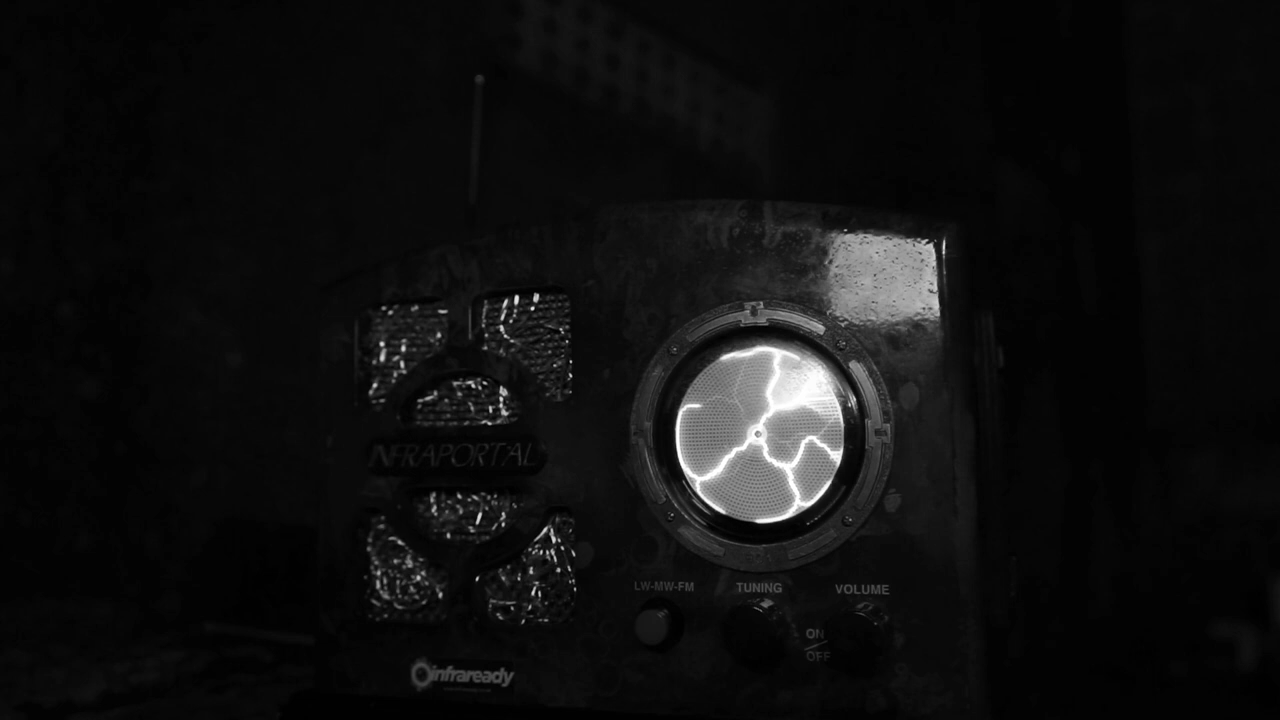 INFRAPORTAL
LW-MW-FM
TUNING
VOLUME
ON
OFF
infraready